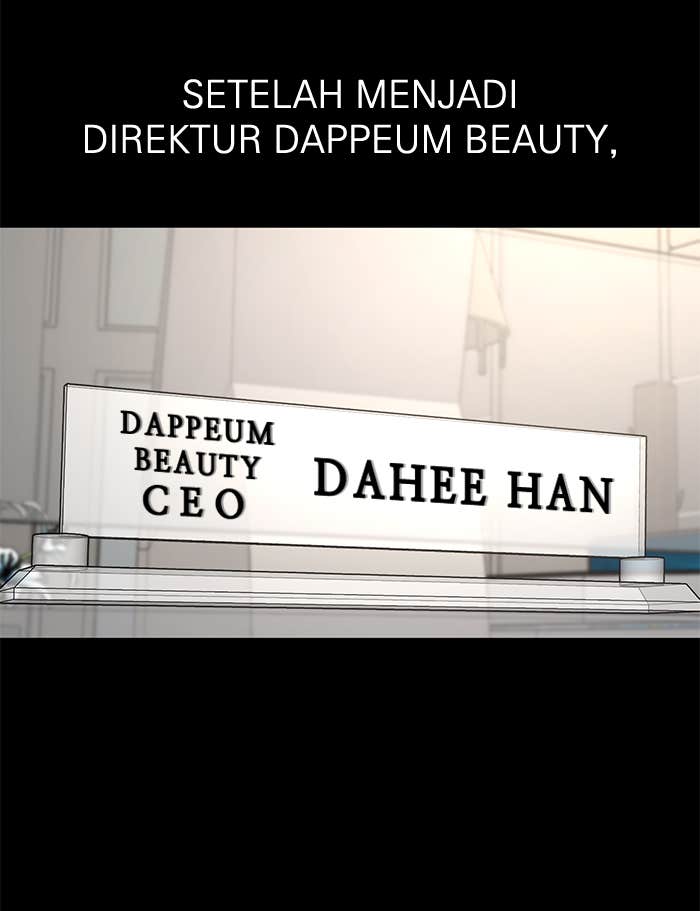 SETELAH MENJADI
DIREKTUR DAPPEUM BEAUTY,
DAPPEUM
BEAUTY
CEO
DAHEE HAN